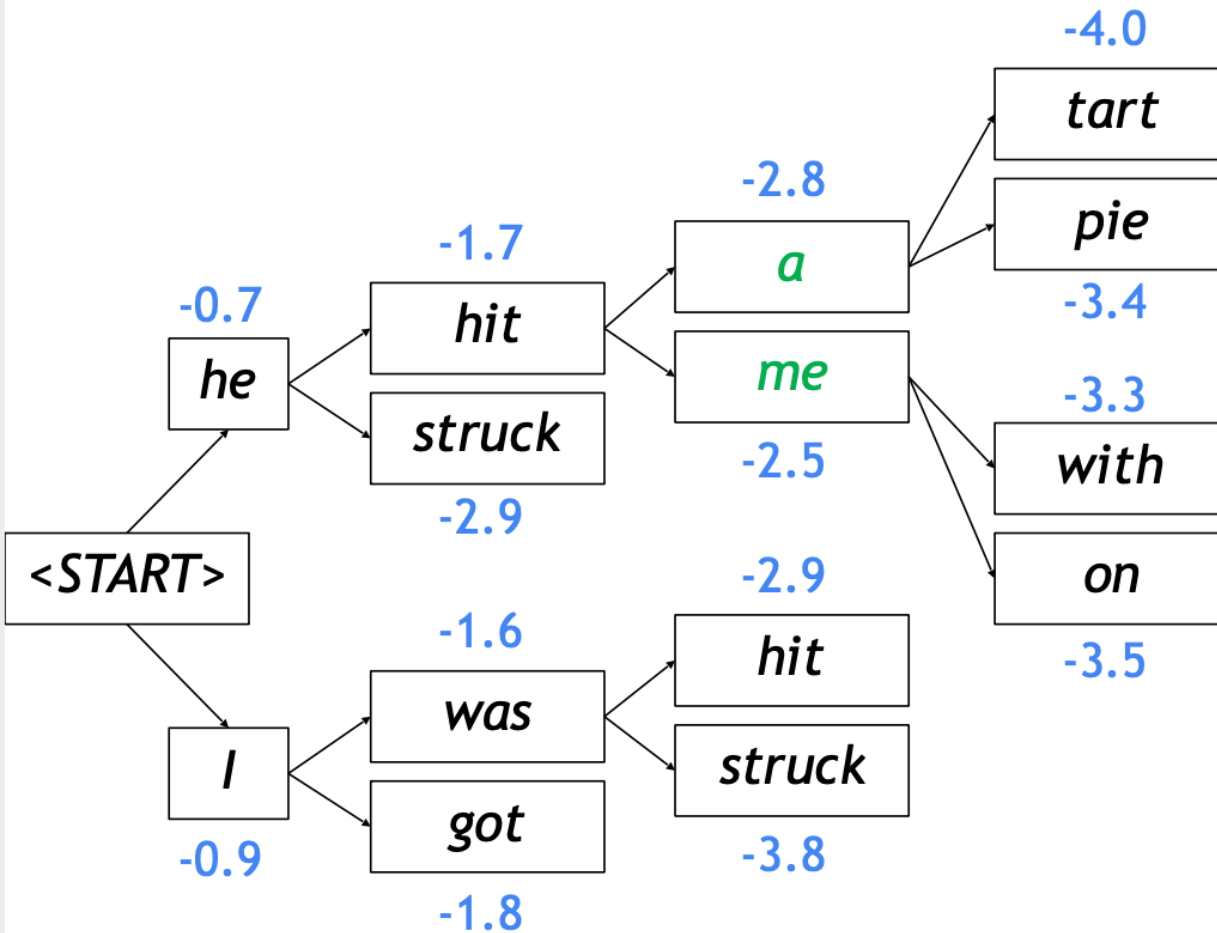 -4.0
tart
-2.8
pie
-1.7
a
-3.4
-0.7
hit
me
-3.3
he
struck
-2.5
with
-2.9
<START>
-2.9
on
-1.6
hit
-3.5
was
I
struck
got
-0.9
-3.8
-1.8